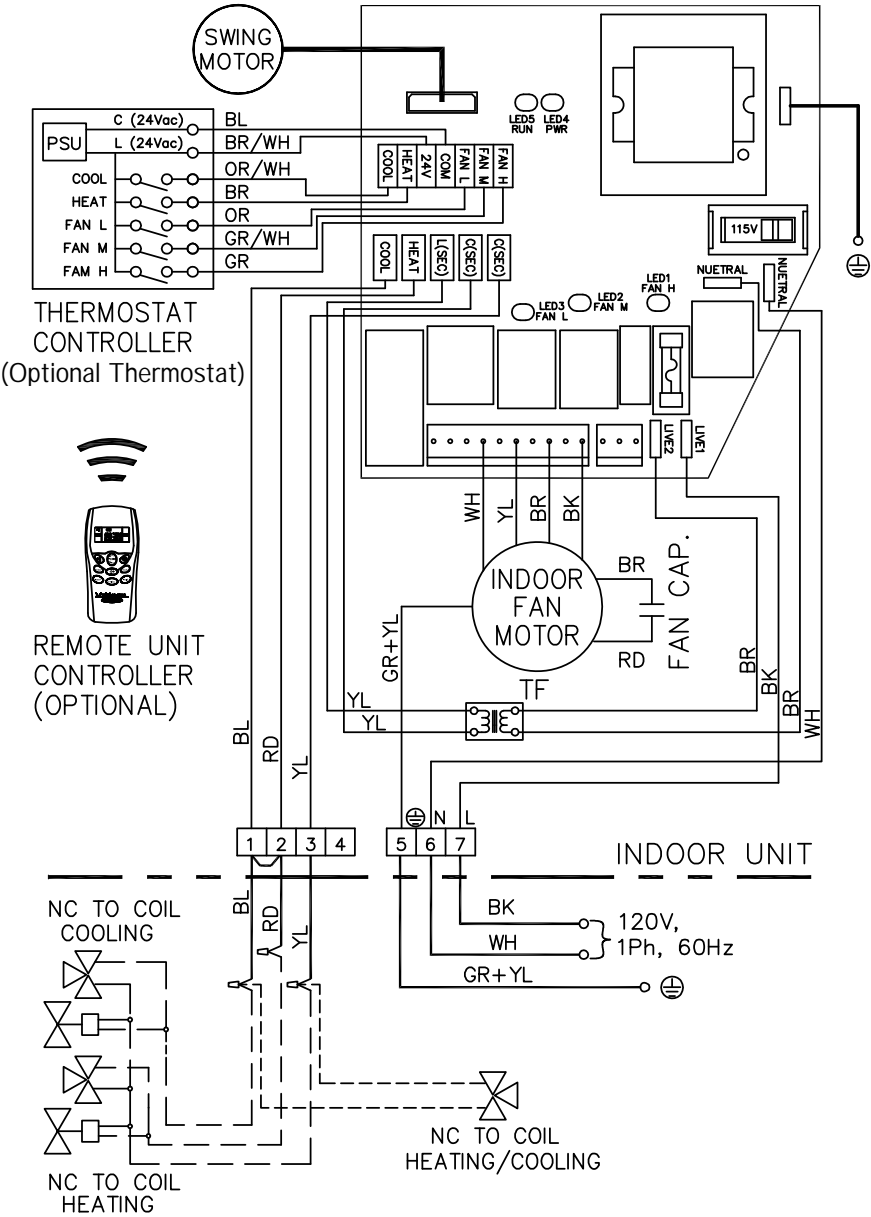 SWING
MOTOR
LED5
RUN
LED4
PWR
C (24Vac)
BL
PSU
L (24Vac)
BR/WH
COOL
OR/WH
HEAT
BR
FAN L
OR
FAN M
GR/WH
FAM H
GR
COOL
HEAT
24V
COM
FAN L
FAN M
FAN H
115V
COOL
HEAT
L(SEC)
C(SEC)
C(SEC)
NUETRAL
NUETRAL
LED1
FAN H
LED2
FAN M
LED3
FAN L
THERMOSTAT
CONTROLLER
(Optional Thermostat)
LIVE2
LIVE1
WH
YL
BR
BK
INDOOR
FAN
MOTOR
BR
RD
FAN CAP.
GR+YL
REMOTE UNIT
CONTROLLER
(OPTIONAL)
TF
YL
YL
BR
BK
BR
WH
BL
RD
YL
N
L
1
2
3
4
5
6
7
INDOOR UNIT
BL
RD
YL
NC TO COIL
COOLING
BK
WH
GR+YL
120V,
1Ph, 60Hz
NC TO COIL
HEATING/COOLING
NC TO COIL
HEATING